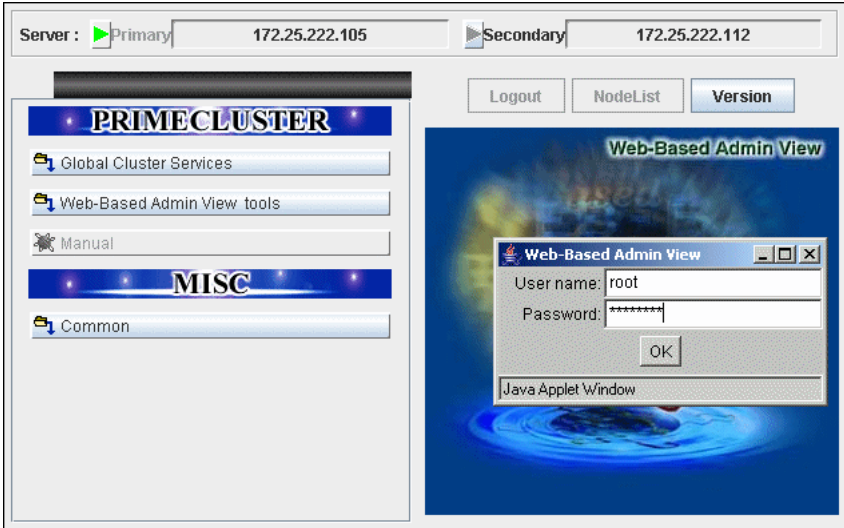 Server : Primary 172.25.222.105 Secondary 172.25.222.112
Logout NodeList Version
PRIMECLUSTER
Global Cluster Services
Web-Based Admin View tools
Manual
MISC
Common
Web-Based Admin View
Web-Based Admin View
User name: root
Password: ********
OK
Java Applet Window